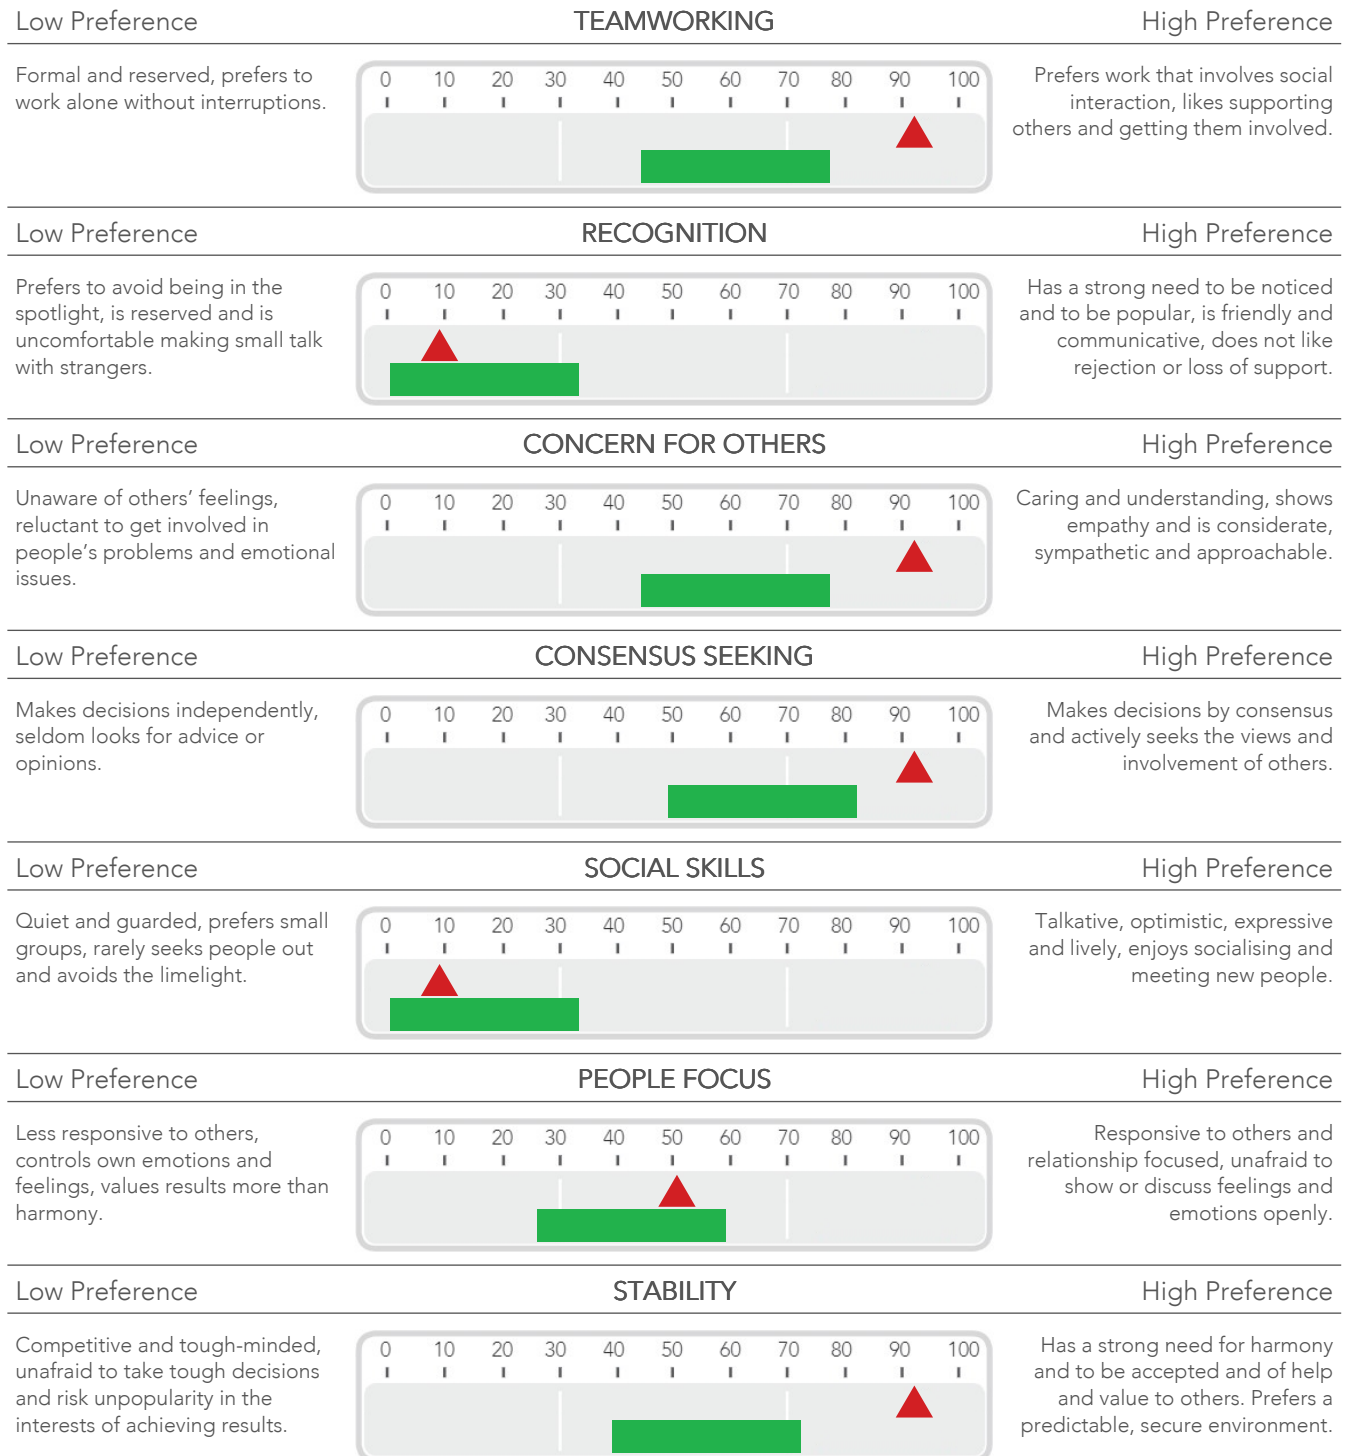 Low Preference TEAMWORKING High Preference
Formal and reserved, prefers to
work alone without interruptions.
0 10 20 30 40 50 60 70 80 90 100
Prefers work that involves social
interaction, likes supporting
others and getting them involved.
Low Preference RECOGNITION High Preference
Prefers to avoid being in the
spotlight, is reserved and is
uncomfortable making small talk
with strangers.
0 10 20 30 40 50 60 70 80 90 100
Has a strong need to be noticed
and to be popular, is friendly and
communicative, does not like
rejection or loss of support.
Low Preference CONCERN FOR OTHERS High Preference
Unaware of others’ feelings,
reluctant to get involved in
people’s problems and emotional
issues.
0 10 20 30 40 50 60 70 80 90 100
Caring and understanding, shows
empathy and is considerate,
sympathetic and approachable.
Low Preference CONSENSUS SEEKING High Preference
Makes decisions independently,
seldom looks for advice or
opinions.
0 10 20 30 40 50 60 70 80 90 100
Makes decisions by consensus
and actively seeks the views and
involvement of others.
Low Preference SOCIAL SKILLS High Preference
Quiet and guarded, prefers small
groups, rarely seeks people out
and avoids the limelight.
0 10 20 30 40 50 60 70 80 90 100
Talkative, optimistic, expressive
and lively, enjoys socialising and
meeting new people.
Low Preference PEOPLE FOCUS High Preference
Less responsive to others,
controls own emotions and
feelings, values results more than
harmony.
0 10 20 30 40 50 60 70 80 90 100
Responsive to others and
relationship focused, unafraid to
show or discuss feelings and
emotions openly.
Low Preference STABILITY High Preference
Competitive and tough-minded,
unafraid to take tough decisions
and risk unpopularity in the
interests of achieving results.
0 10 20 30 40 50 60 70 80 90 100
Has a strong need for harmony
and to be accepted and of help
and value to others. Prefers a
predictable, secure environment.